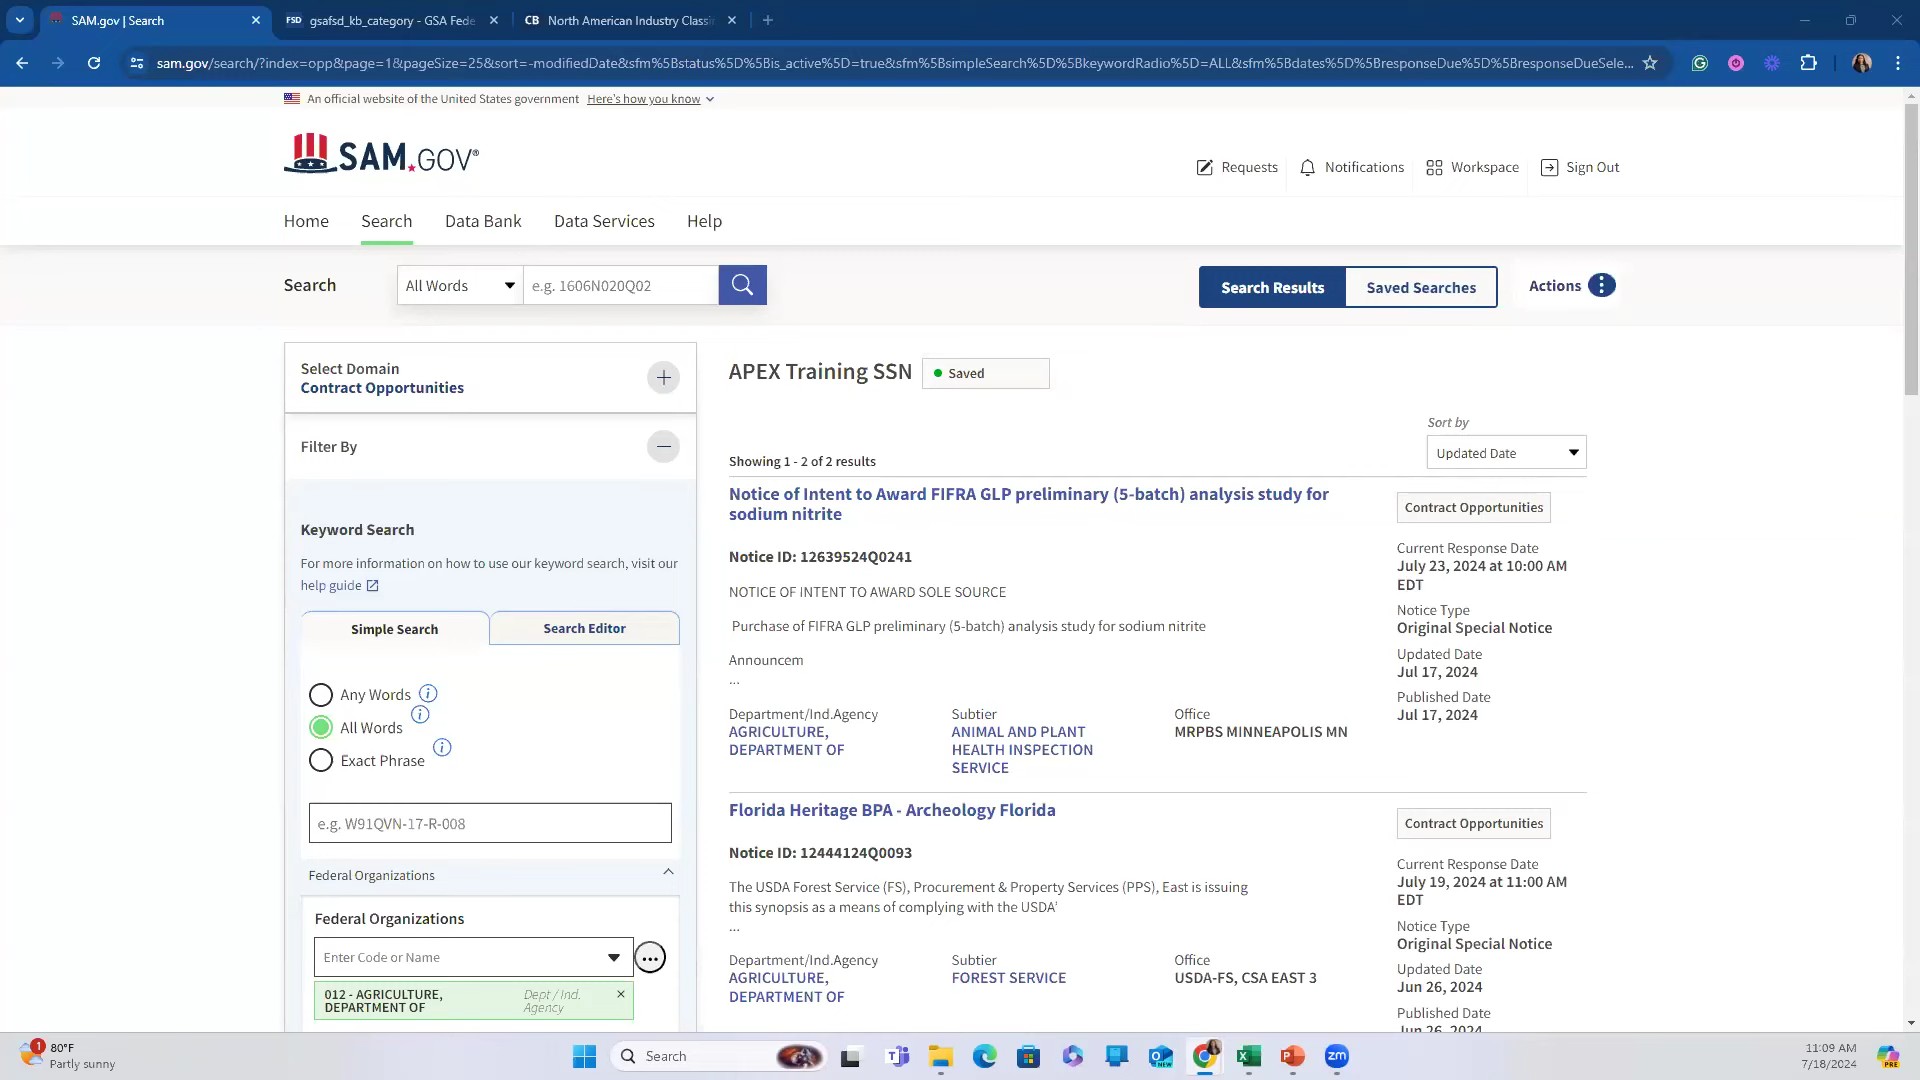 SAM.gov | Search
FSD gsafsd_kb_category - GSA Fede
CB North American Industry Classi
sam.gov/search/?index=opp&page=1&pageSize=25&sort=-modifiedDate&sfm%5Bstatus%5D%5Bis_active%5D=true&sfm%5BsimpleSearch%5D%5BkeywordRadio%5D=ALL&sfm%5Bdates%5D%5BresponseDue%5D%5BresponseDueSele...
An official website of the United States government Here's how you know
SAM.GOV®
Requests
Notifications
Workspace
Sign Out
Home
Search
Data Bank
Data Services
Help
Search
All Words
e.g. 1606N020Q02
Search Results
Saved Searches
Actions
Select Domain
Contract Opportunities
Filter By
Keyword Search
For more information on how to use our keyword search, visit our
help guide
Simple Search
Search Editor
Any Words
All Words
Exact Phrase
e.g. W91QVN-17-R-008
Federal Organizations
Federal Organizations
Enter Code or Name
012 - AGRICULTURE,
DEPARTMENT OF
Dept / Ind.
Agency
APEX Training SSN
Saved
Sort by
Updated Date
Showing 1 - 2 of 2 results
Notice of Intent to Award FIFRA GLP preliminary (5-batch) analysis study for
sodium nitrite
Notice ID: 12639524Q0241
NOTICE OF INTENT TO AWARD SOLE SOURCE
Purchase of FIFRA GLP preliminary (5-batch) analysis study for sodium nitrite
Announcem
...
Department/Ind.Agency
AGRICULTURE,
DEPARTMENT OF
Subtier
ANIMAL AND PLANT
HEALTH INSPECTION
SERVICE
Office
MRPBS MINNEAPOLIS MN
Contract Opportunities
Current Response Date
July 23, 2024 at 10:00 AM
EDT
Notice Type
Original Special Notice
Updated Date
Jul 17, 2024
Published Date
Jul 17, 2024
Florida Heritage BPA - Archeology Florida
Notice ID: 12444124Q0093
The USDA Forest Service (FS), Procurement & Property Services (PPS), East is issuing
this synopsis as a means of complying with the USDA'
...
Department/Ind.Agency
AGRICULTURE,
DEPARTMENT OF
Subtier
FOREST SERVICE
Office
USDA-FS, CSA EAST 3
Contract Opportunities
Current Response Date
July 19, 2024 at 11:00 AM
EDT
Notice Type
Original Special Notice
Updated Date
Jun 26, 2024
Published Date
Jun 26, 2024
1
80°F
Partly sunny
Search
NEW
zm
11:09 AM
7/18/2024
PRE